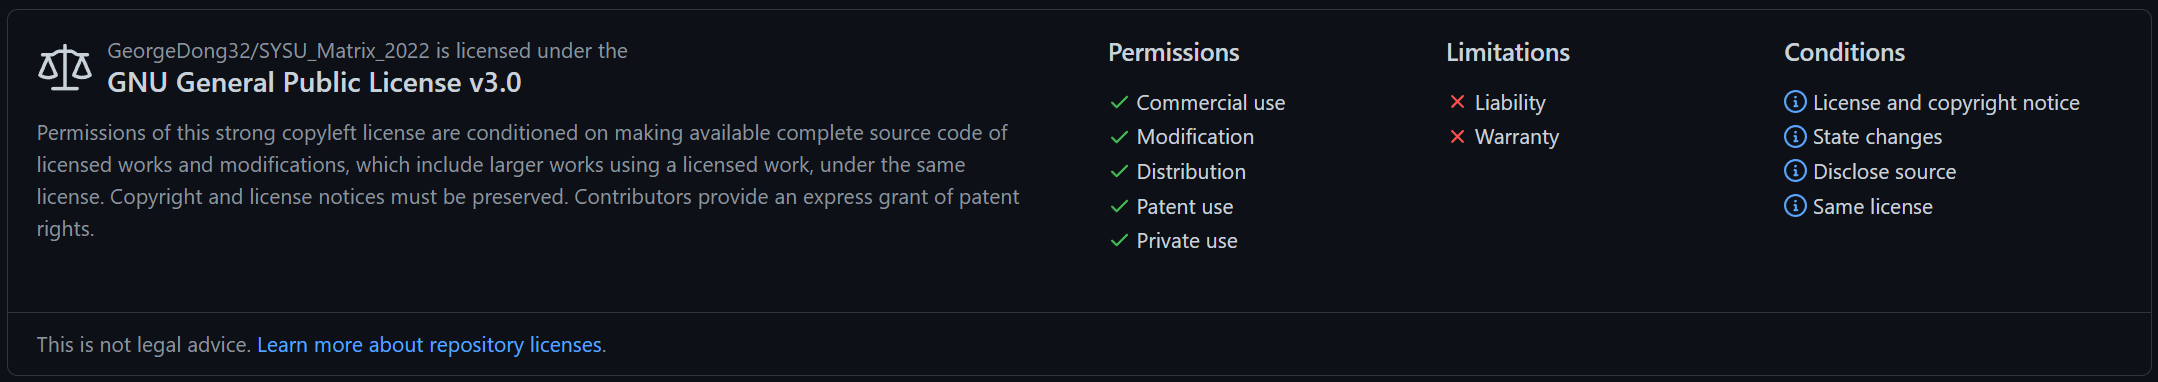 GeorgeDong32/SYSU_Matrix_2022 is licensed under the
GNU General Public License v3.0
Permissions of this strong copyleft license are conditioned on making available complete source code of
licensed works and modifications, which include larger works using a licensed work, under the same
license. Copyright and license notices must be preserved. Contributors provide an express grant of patent
rights.
Permissions
Commercial use
Modification
Distribution
Patent use
Private use
Limitations
Liability
Warranty
Conditions
License and copyright notice
State changes
Disclose source
Same license
This is not legal advice. Learn more about repository licenses.